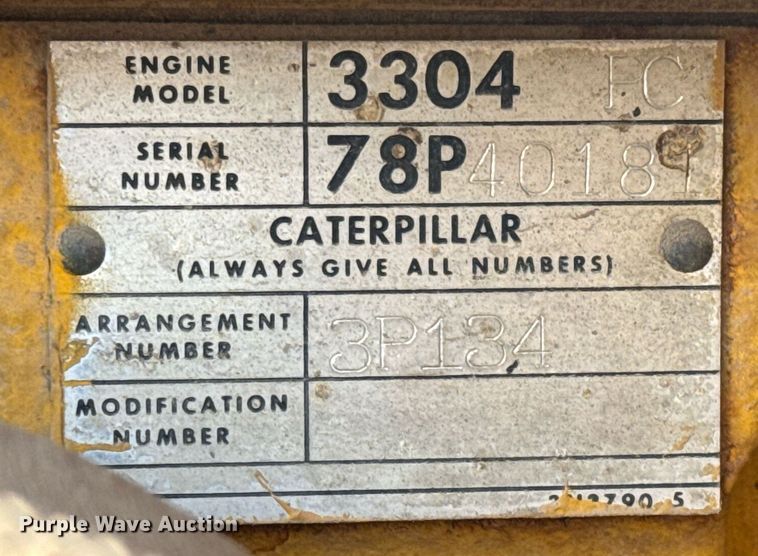 ENGINE MODEL 3304 PC
SERIAL NUMBER 78P40181
CATERPILLAR
(ALWAYS GIVE ALL NUMBERS)
ARRANGEMENT NUMBER 3P134
MODIFICATION NUMBER
Purple Wave Auction